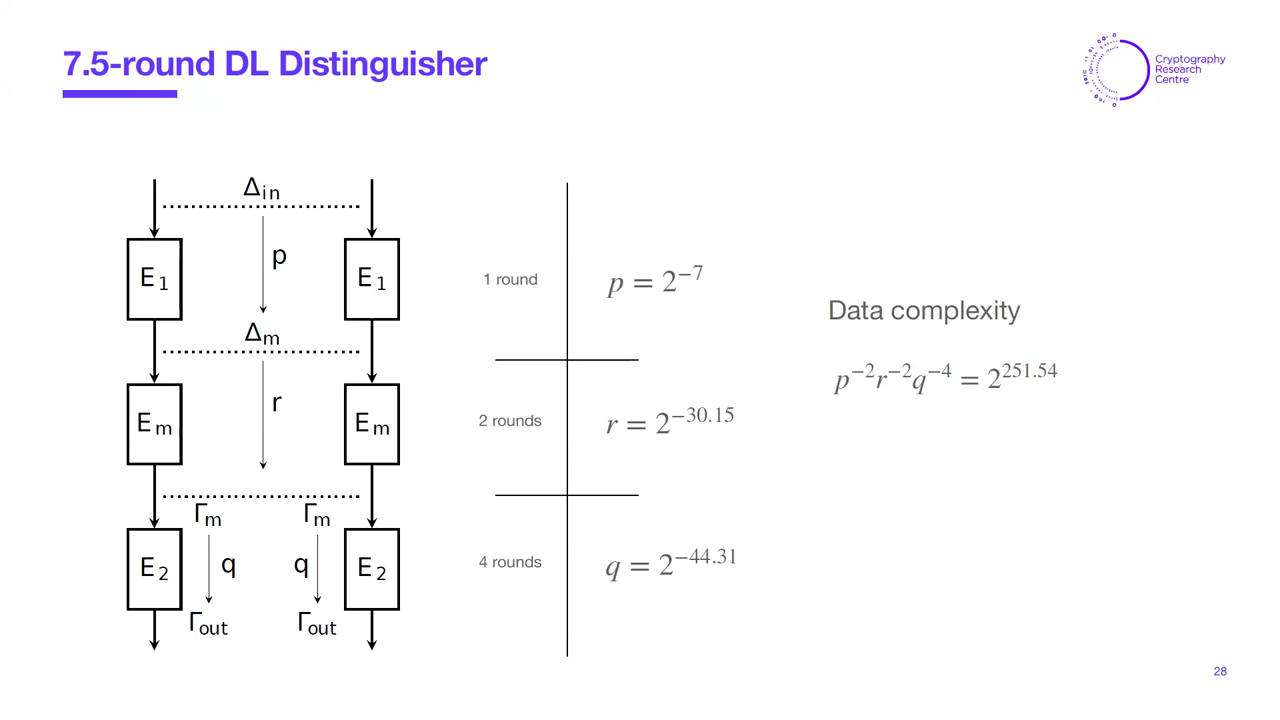 7.5-round DL Distinguisher
Cryptography
Research
Centre
Δin
E1
p
E1
1 round
p = 2^{-7}
Δm
Em
r
Em
2 rounds
r = 2^{-30.15}
Γm
Γm
E2
q
q
E2
4 rounds
q = 2^{-44.31}
Γout
Γout
Data complexity
p^{-2}r^{-2}q^{-4} = 2^{251.54}
28